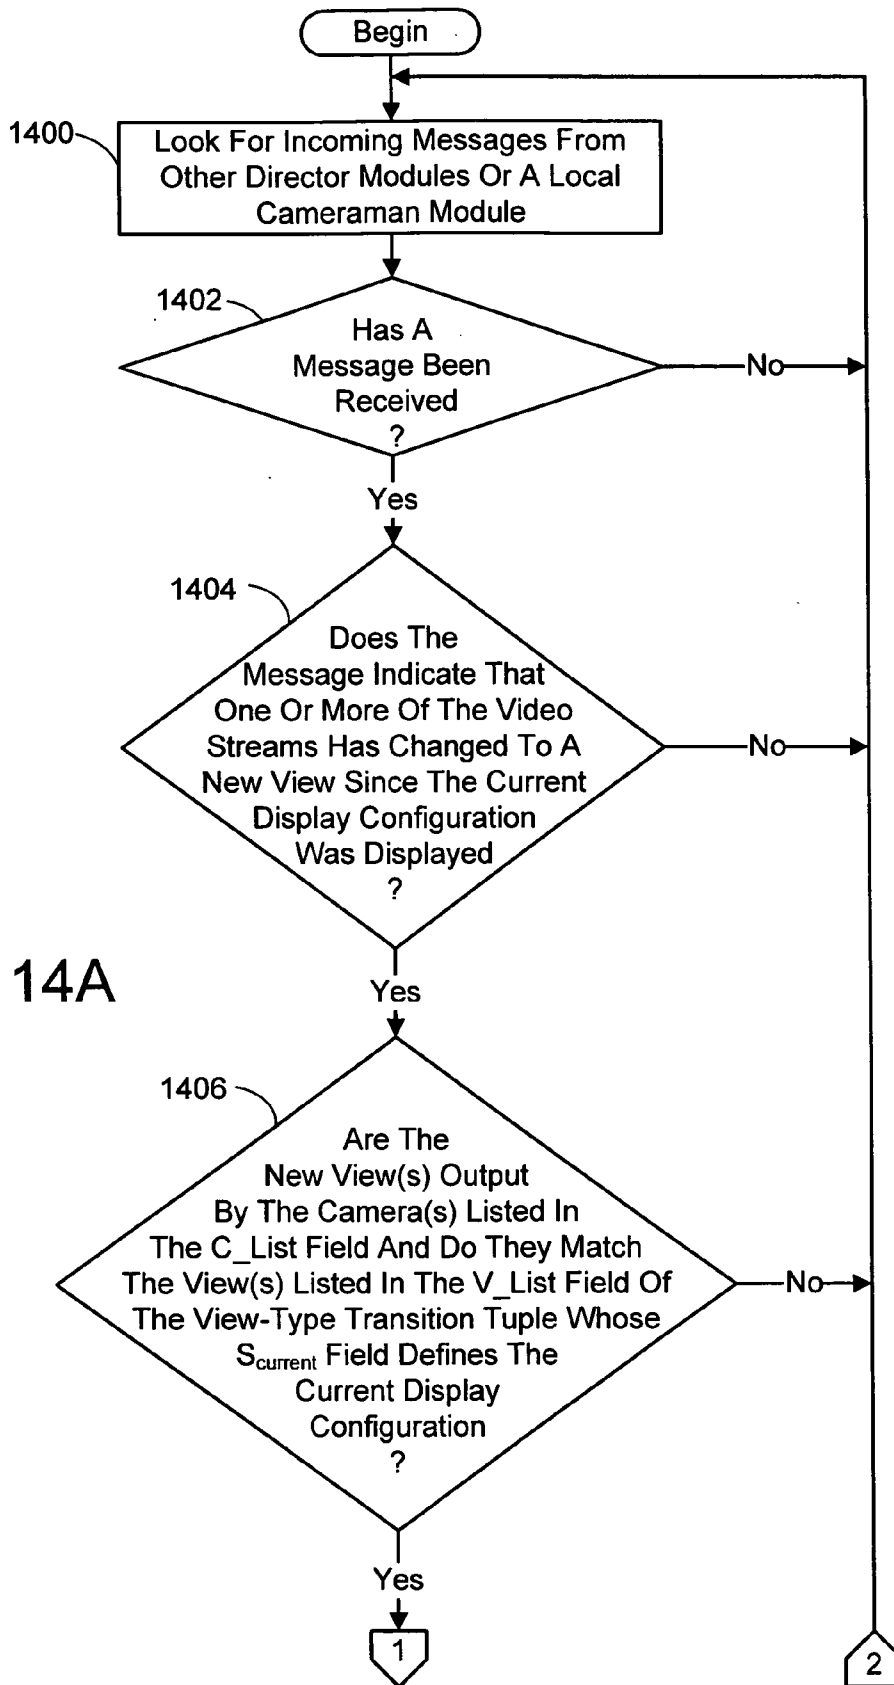 Begin
1400
Look For Incoming Messages From
Other Director Modules Or A Local
Cameraman Module
1402
Has A
Message Been
Received
?
No
Yes
1404
Does The
Message Indicate That
One Or More Of The Video
Streams Has Changed To A
New View Since The Current
Display Configuration
Was Displayed
?
No
14A
Yes
1406
Are The
New View(s) Output
By The Camera(s) Listed In
The C_List Field And Do They Match
The View(s) Listed In The V_List Field Of
The View-Type Transition Tuple Whose
Scurrent Field Defines The
Current Display
Configuration
?
No
Yes
1
2